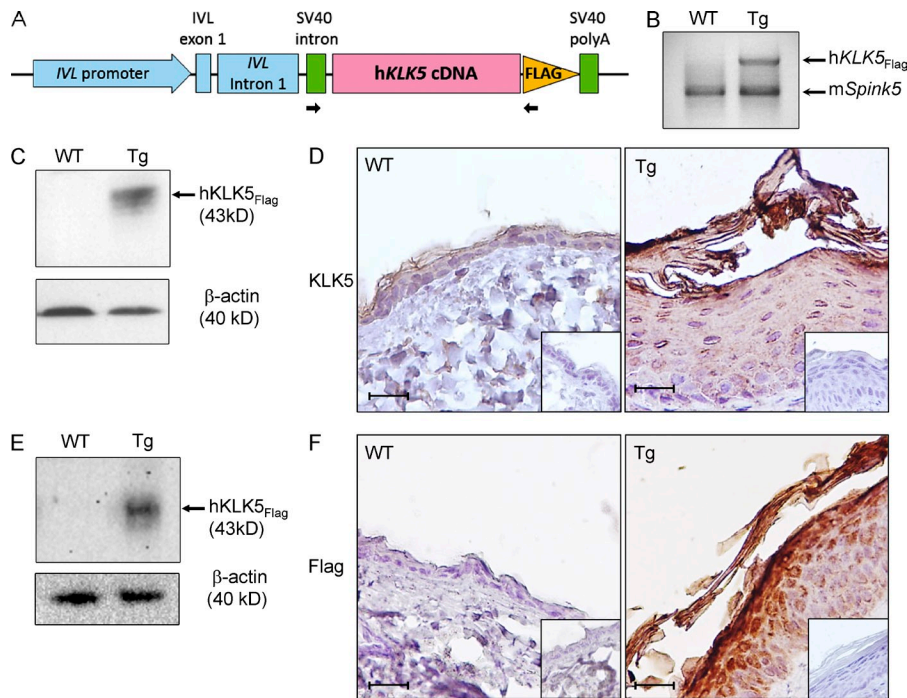 A
IVL
exon 1
SV40
intron
SV40
polyA
IVL promoter
IVL
Intron 1
hKLK5 cDNA
FLAG
B
WT Tg
hKLK5Flag
mSpink5
C
WT Tg
hKLK5Flag
(43kD)
β-actin
(40 kD)
D
KLK5
WT
Tg
E
WT Tg
hKLK5Flag
(43kD)
β-actin
(40 kD)
F
Flag
WT
Tg